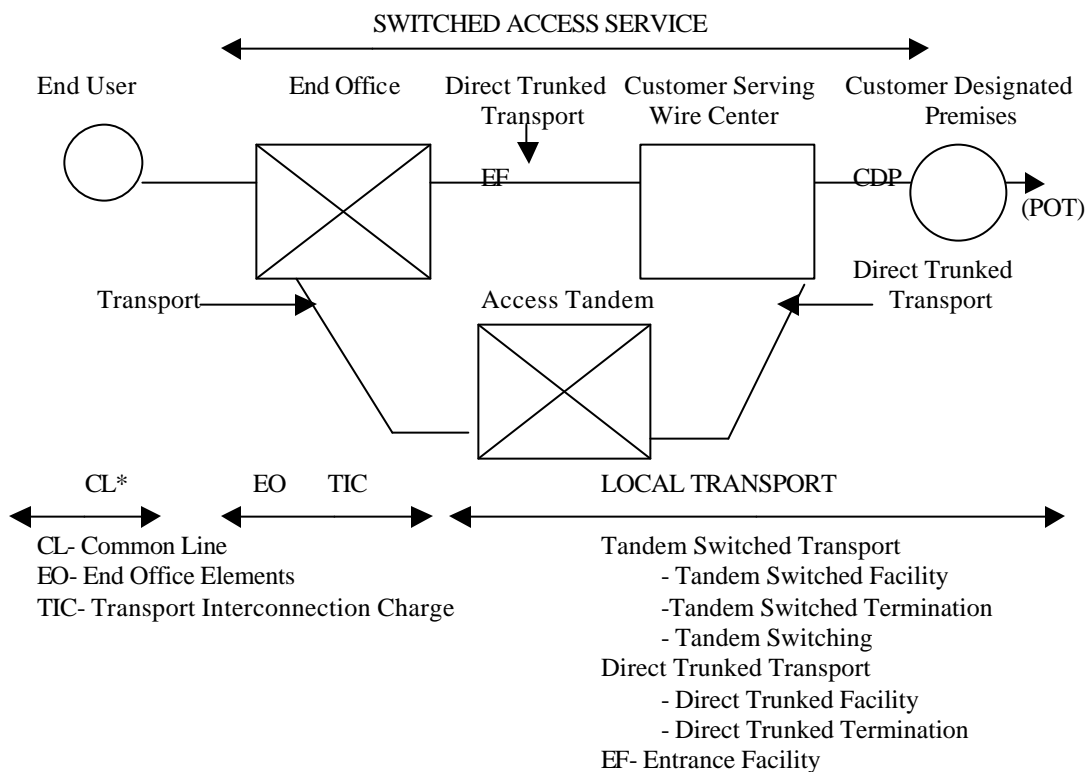 SWITCHED ACCESS SERVICE
End User
End Office
Direct Trunked
Transport
Customer Serving
Wire Center
Customer Designated
Premises
EF
CDP
(POT)
Transport
Access Tandem
Direct Trunked
Transport
CL*
EO
TIC
LOCAL TRANSPORT
CL- Common Line
EO- End Office Elements
TIC- Transport Interconnection Charge
Tandem Switched Transport
- Tandem Switched Facility
-Tandem Switched Termination
- Tandem Switching
Direct Trunked Transport
- Direct Trunked Facility
- Direct Trunked Termination
EF- Entrance Facility